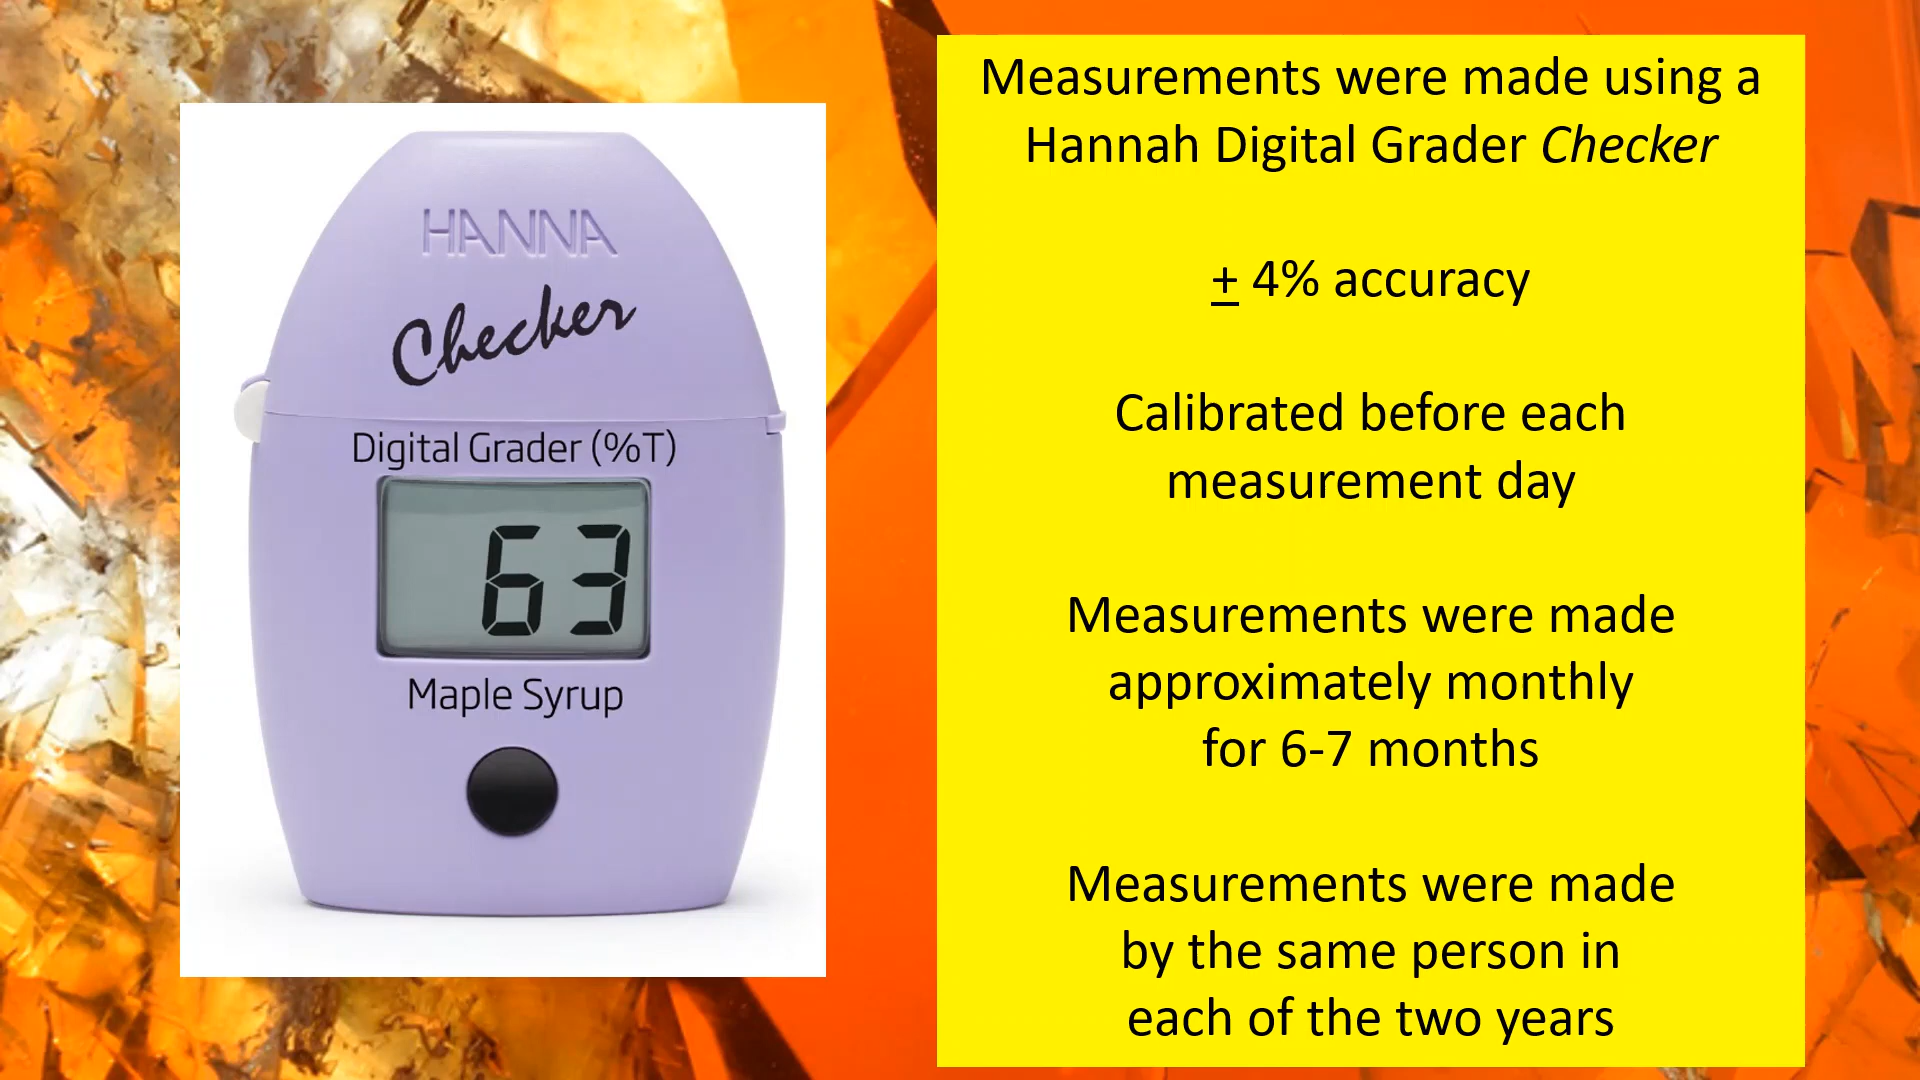 HANNA
Checker
Digital Grader (%T)
63
Maple Syrup
Measurements were made using a
Hannah Digital Grader Checker
± 4% accuracy
Calibrated before each
measurement day
Measurements were made
approximately monthly
for 6-7 months
Measurements were made
by the same person in
each of the two years